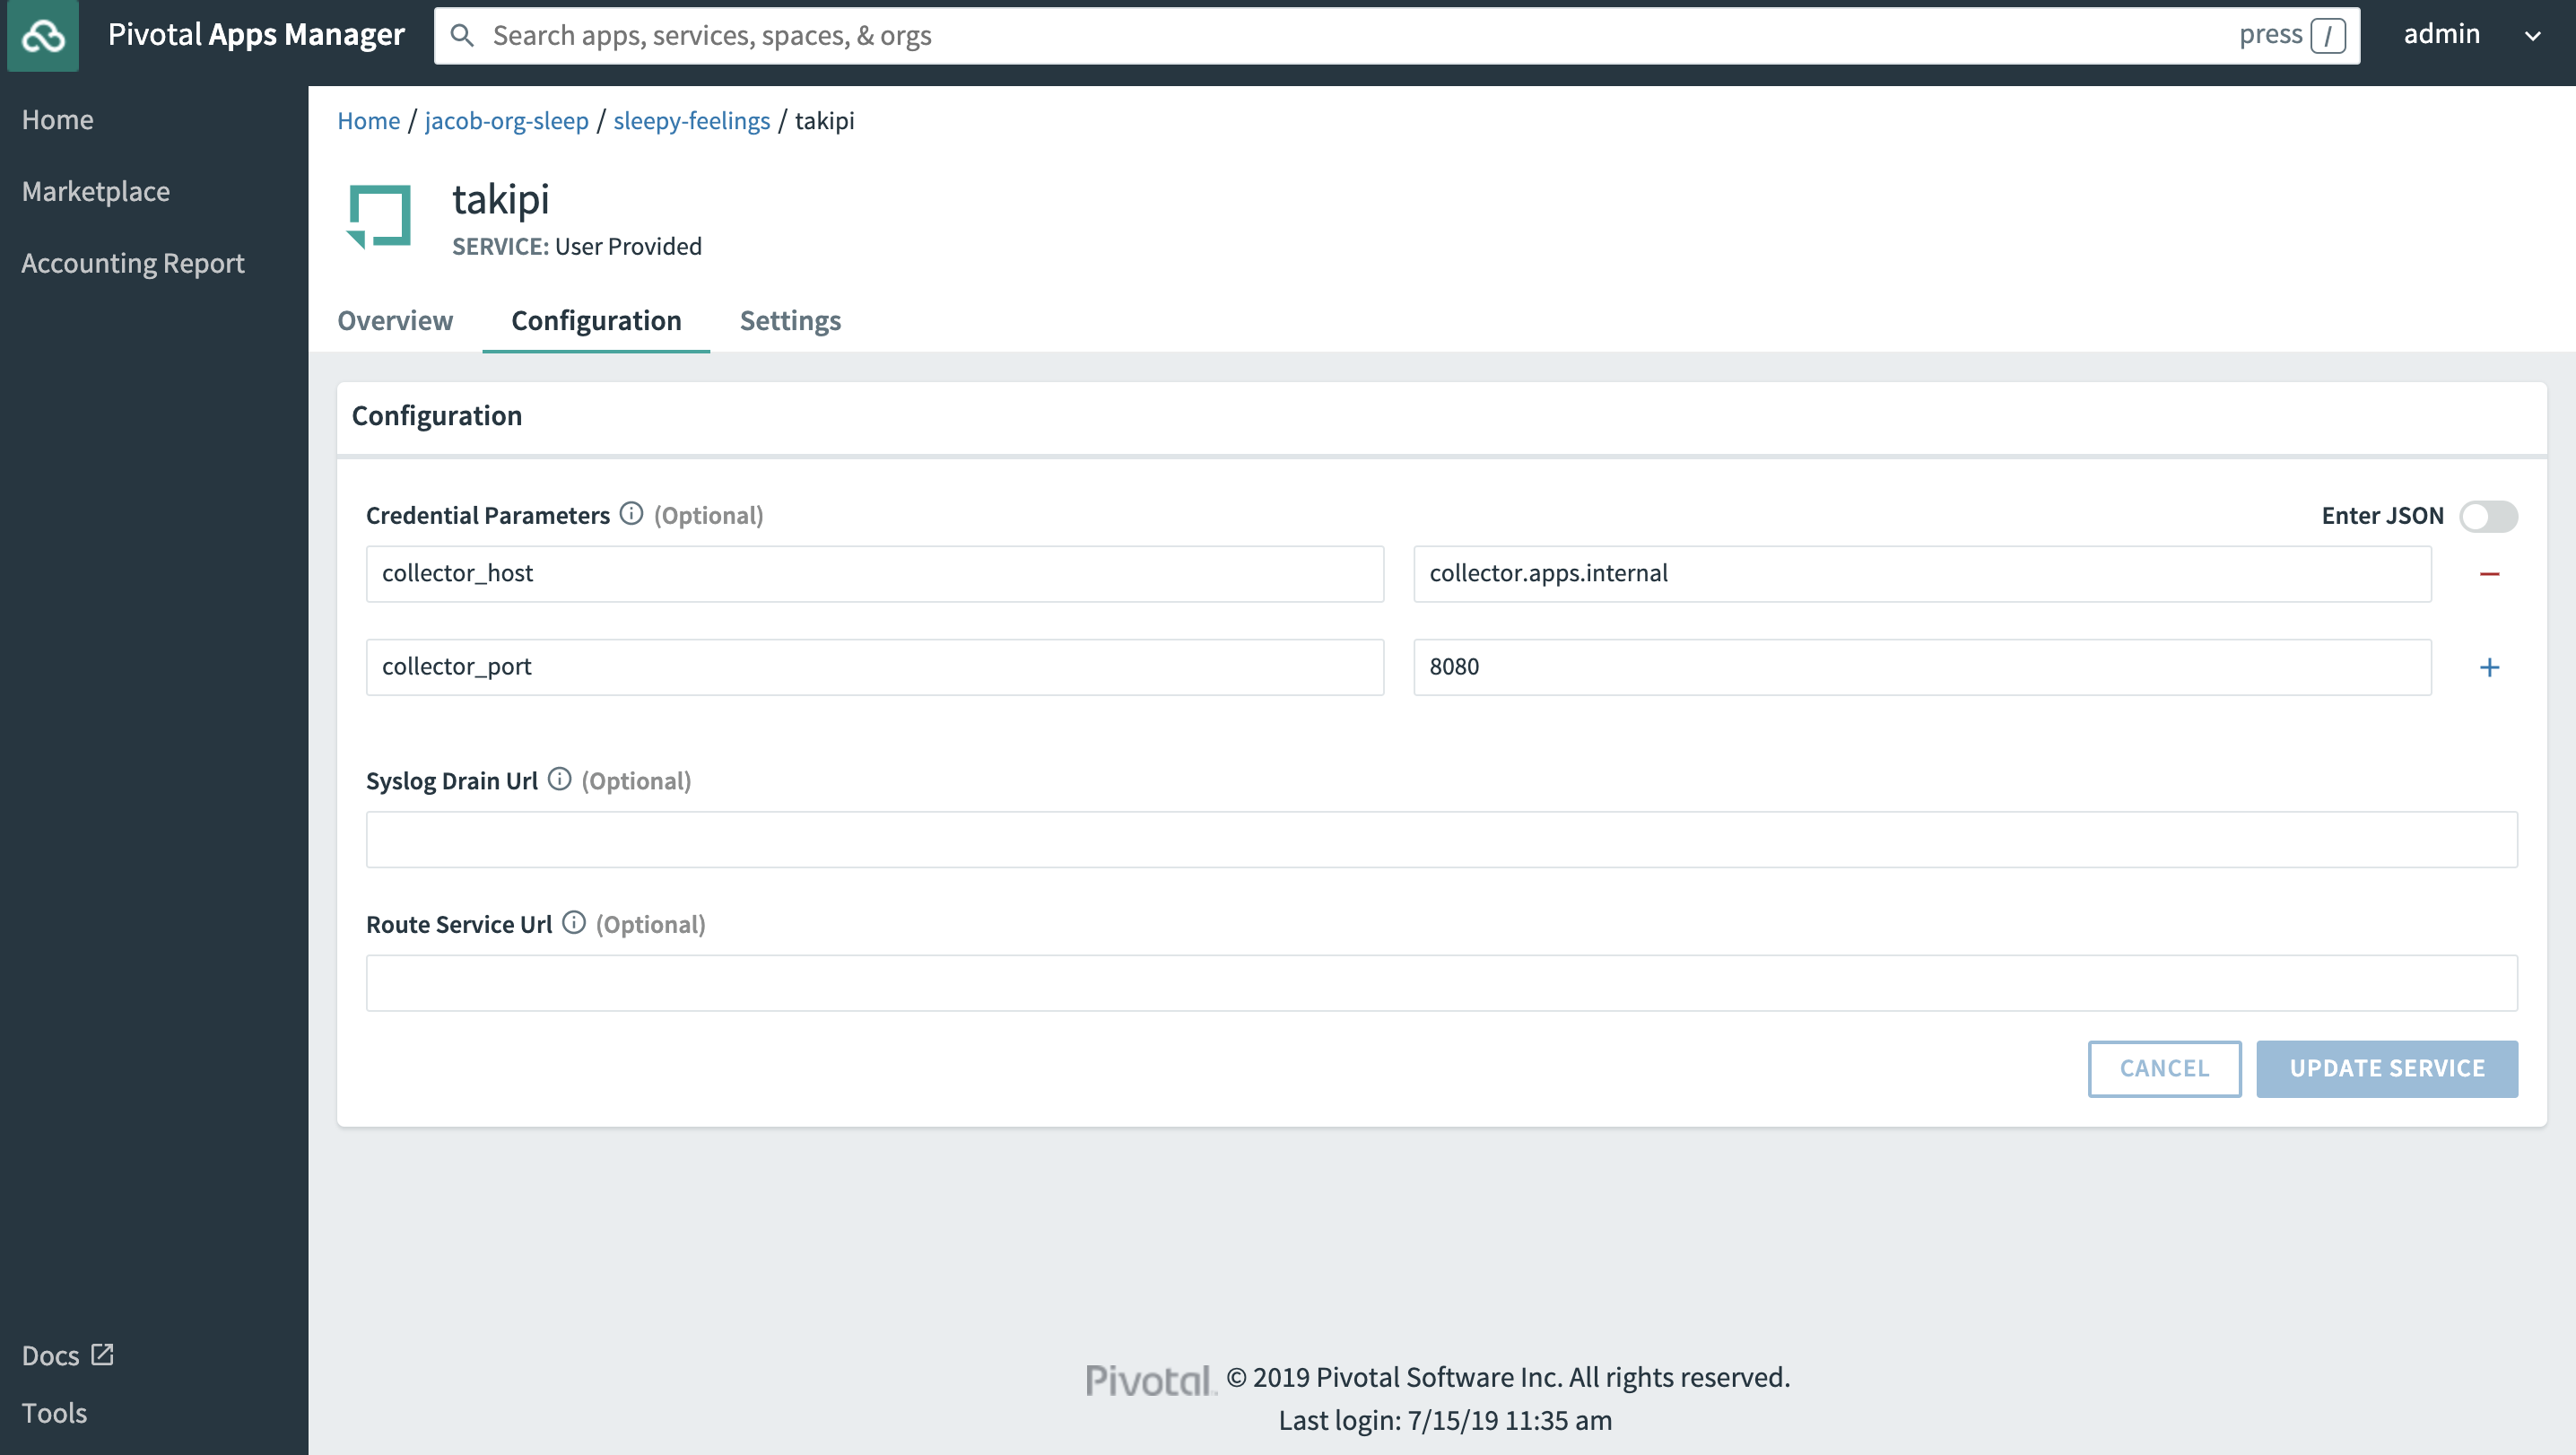 Pivotal Apps Manager
Search apps, services, spaces, & orgs
press /
admin
Home
Marketplace
Accounting Report
Docs
Tools
Home / jacob-org-sleep / sleepy-feelings / takipi
takipi
SERVICE: User Provided
Overview Configuration Settings
Configuration
Credential Parameters (Optional)
Enter JSON
collector_host collector.apps.internal
collector_port 8080
Syslog Drain Url (Optional)
Route Service Url (Optional)
CANCEL UPDATE SERVICE
Pivotal. © 2019 Pivotal Software Inc. All rights reserved.
Last login: 7/15/19 11:35 am